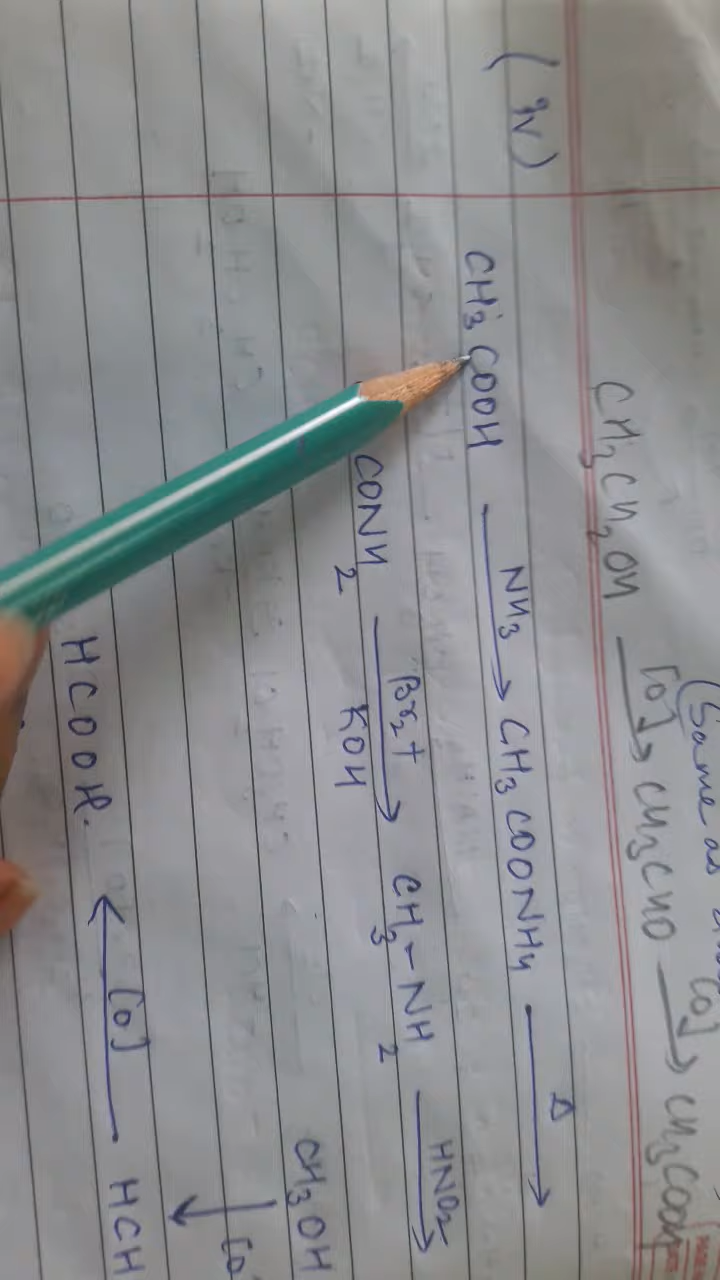 (Same as
CH3CH2OH [O]→ CH3CHO [O]→ CH3COOH
(iv) CH3COOH NH3→ CH3COONH4 Δ→
CONH2 Br2+ KOH→ CH3-NH2 HNO2→
CH3OH
↓ [O]
HCOOH. ← [O] HCH